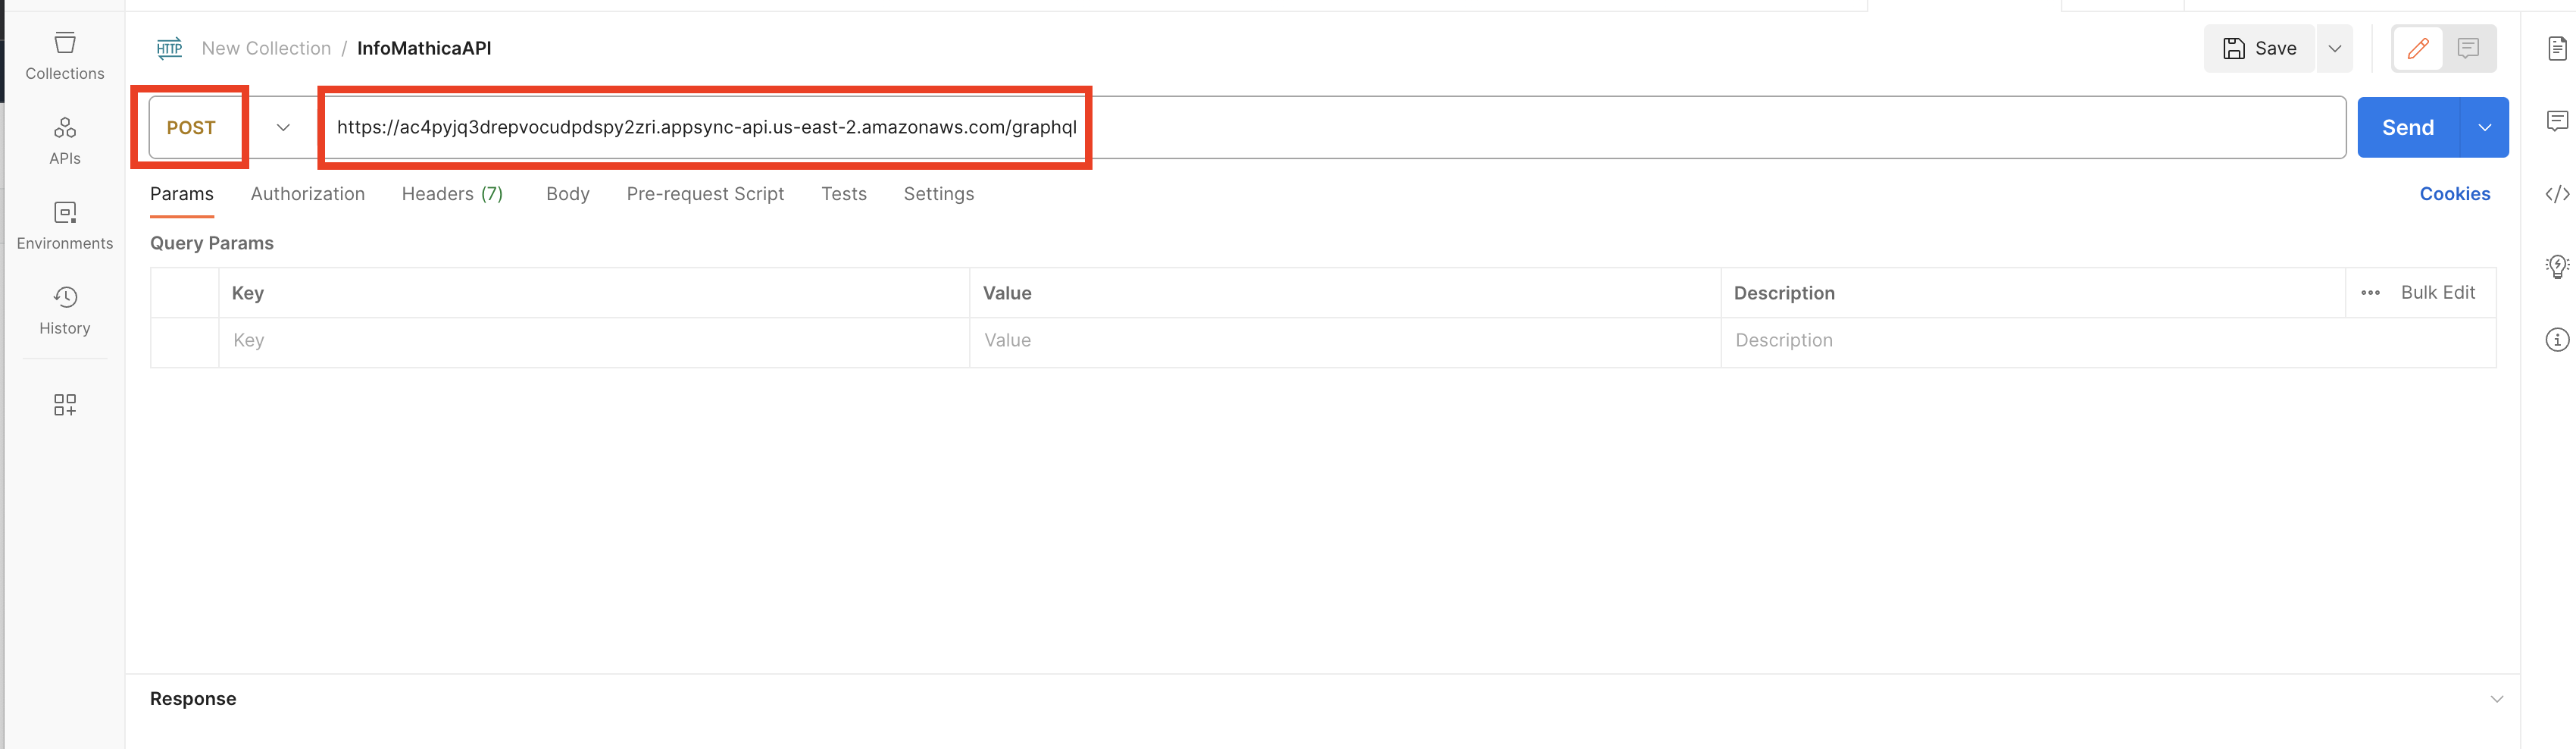 Collections
APIs
Environments
History
HTTP New Collection / InfoMathicaAPI
Save
POST https://ac4pyjq3drepvocudpdspy2zri.appsync-api.us-east-2.amazonaws.com/graphql
Send
Params Authorization Headers (7) Body Pre-request Script Tests Settings Cookies
Query Params
Key Value Description ••• Bulk Edit
Key Value Description
Response